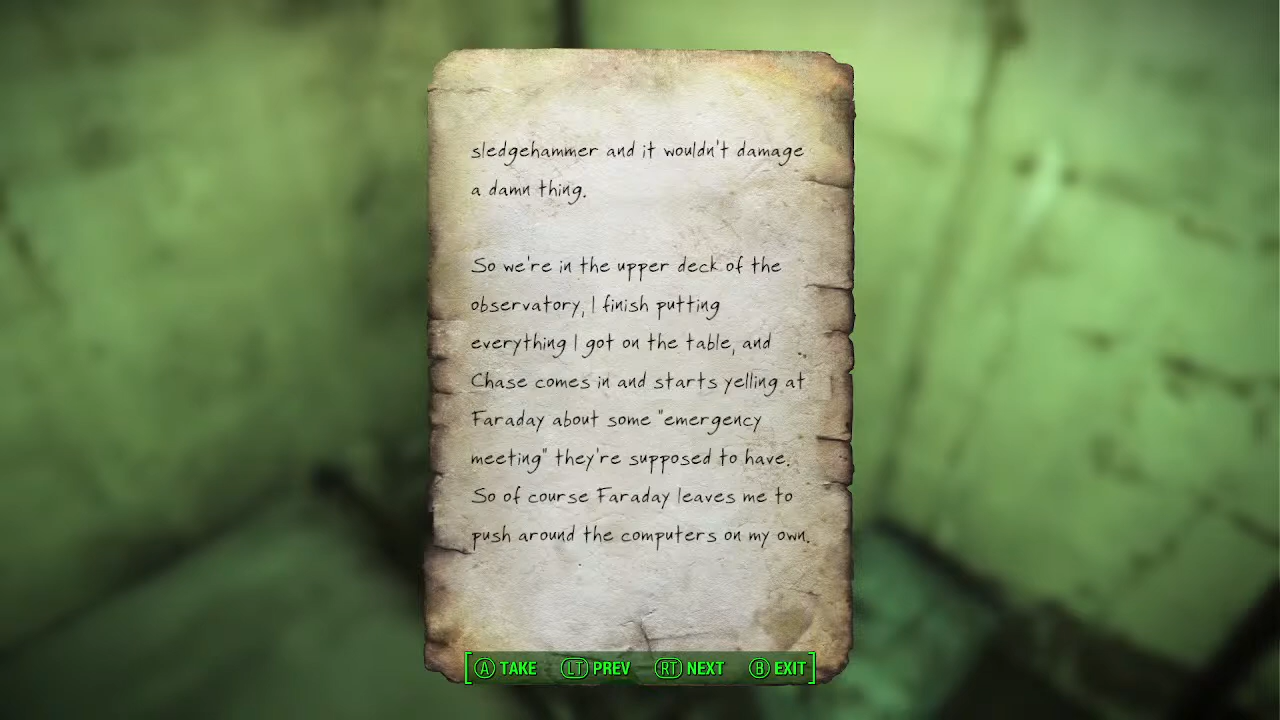 sledgehammer and it wouldn't damage
a damn thing.
So we're in the upper deck of the
observatory, I finish putting
everything I got on the table, and
Chase comes in and starts yelling at
Faraday about some "emergency
meeting" they're supposed to have.
So of course Faraday leaves me to
push around the computers on my own.
A TAKE LT PREV RT NEXT B EXIT